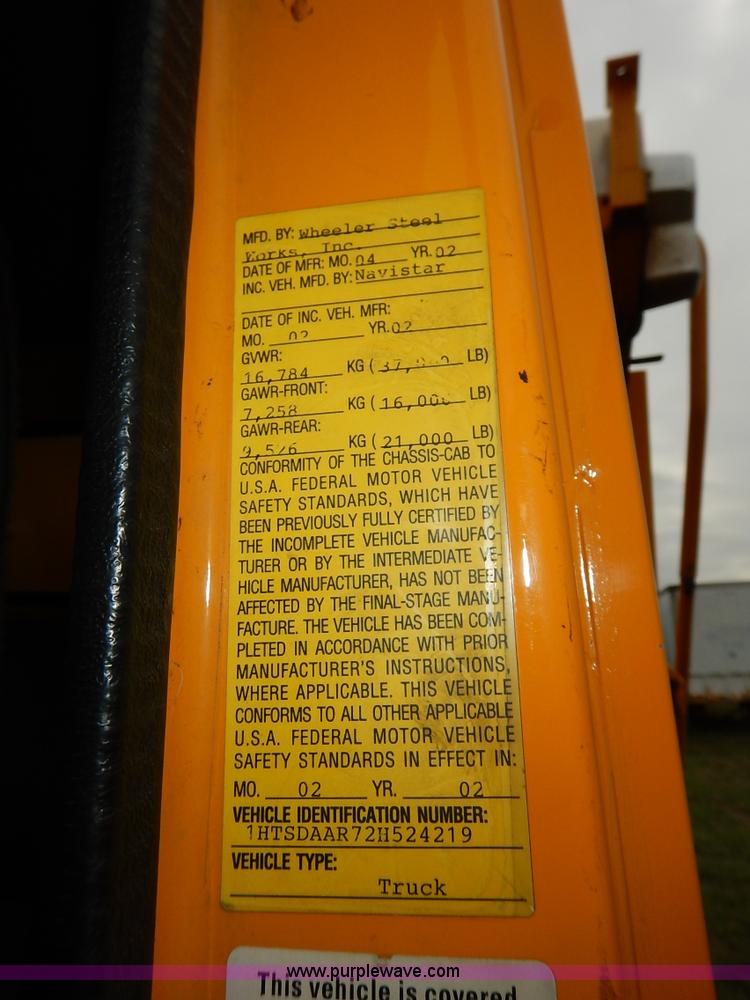 MFD. BY: Wheeler Steel
Works, Inc.
DATE OF MFR: MO. 04 YR. 02
INC. VEH. MFD. BY: Navistar
DATE OF INC. VEH. MFR:
MO. 02 YR. 02
GVWR:
16,784 KG ( LB)
GAWR-FRONT:
7,258 KG (16,000 LB)
GAWR-REAR:
9,526 KG (21,000 LB)
CONFORMITY OF THE CHASSIS-CAB TO
U.S.A. FEDERAL MOTOR VEHICLE
SAFETY STANDARDS, WHICH HAVE
BEEN PREVIOUSLY FULLY CERTIFIED BY
THE INCOMPLETE VEHICLE MANUFAC-
TURER OR BY THE INTERMEDIATE VE-
HICLE MANUFACTURER, HAS NOT BEEN
AFFECTED BY THE FINAL-STAGE MANU-
FACTURE. THE VEHICLE HAS BEEN COM-
PLETED IN ACCORDANCE WITH PRIOR
MANUFACTURER'S INSTRUCTIONS,
WHERE APPLICABLE. THIS VEHICLE
CONFORMS TO ALL OTHER APPLICABLE
U.S.A. FEDERAL MOTOR VEHICLE
SAFETY STANDARDS IN EFFECT IN:
MO. 02 YR. 02
VEHICLE IDENTIFICATION NUMBER:
1HTSDAAR72H524219
VEHICLE TYPE:
Truck
www.purplewave.com
This vehicle is covered